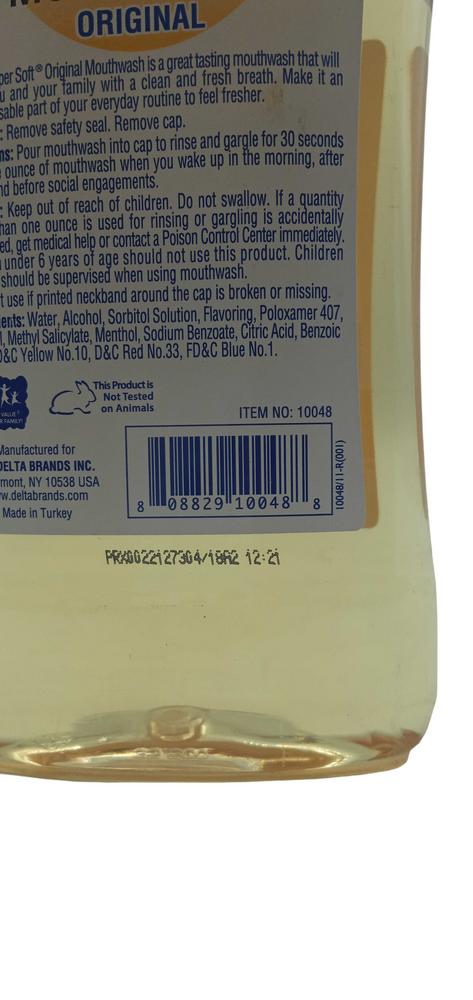 ORIGINAL
per Soft® Original Mouthwash is a great tasting mouthwash that will
u and your family with a clean and fresh breath. Make it an
sable part of your everyday routine to feel fresher.
: Remove safety seal. Remove cap.
ns: Pour mouthwash into cap to rinse and gargle for 30 seconds
ounce of mouthwash when you wake up in the morning, after
nd before social engagements.
: Keep out of reach of children. Do not swallow. If a quantity
han one ounce is used for rinsing or gargling is accidentally
ed, get medical help or contact a Poison Control Center immediately.
under 6 years of age should not use this product. Children
should be supervised when using mouthwash.
t use if printed neckband around the cap is broken or missing.
ents: Water, Alcohol, Sorbitol Solution, Flavoring, Poloxamer 407,
l, Methyl Salicylate, Menthol, Sodium Benzoate, Citric Acid, Benzoic
D&C Yellow No.10, D&C Red No.33, FD&C Blue No.1.
VALUE
R FAMILY!
This Product is
Not Tested
on Animals
ITEM NO: 10048
Manufactured for
DELTA BRANDS INC.
rmont, NY 10538 USA
w.deltabrands.com
Made in Turkey
8 08829 10048 8
10048/11-R(001)
PRX0022127304/18A2 12:21